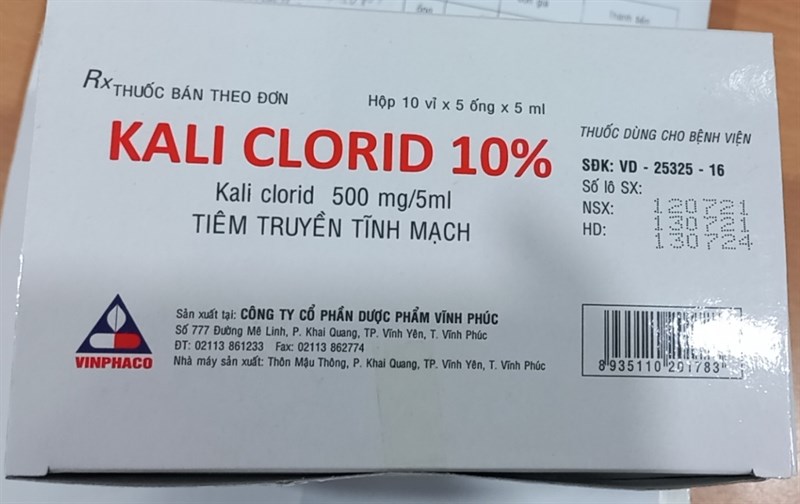 ống
Thành tiền
Rx THUỐC BÁN THEO ĐƠN
Hộp 10 vỉ x 5 ống x 5 ml
KALI CLORID 10%
Kali clorid 500 mg/5ml
TIÊM TRUYỀN TĨNH MẠCH
THUỐC DÙNG CHO BỆNH VIỆN
SĐK: VD - 25325 - 16
Số lô SX: 120721
NSX: 130721
HD: 130724
VINPHACO
Sản xuất tại: CÔNG TY CỔ PHẦN DƯỢC PHẨM VĨNH PHÚC
Số 777 Đường Mê Linh, P. Khai Quang, TP. Vĩnh Yên, T. Vĩnh Phúc
ĐT: 02113 861233 Fax: 02113 862774
Nhà máy sản xuất: Thôn Mậu Thông, P. Khai Quang, TP. Vĩnh Yên, T. Vĩnh Phúc
8 935110 201783